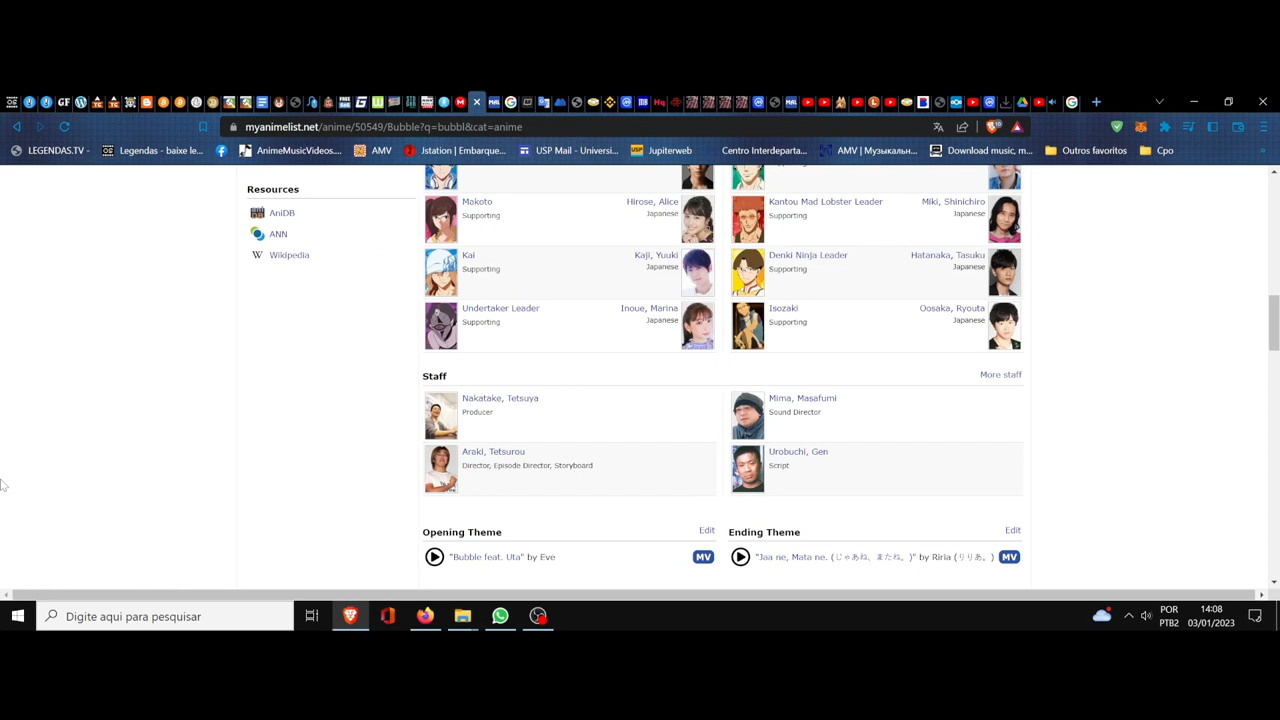 myanimelist.net/anime/50549/Bubble?q=bubbl&cat=anime
LEGENDAS.TV - Legendas - baixe le... AnimeMusicVideos.... AMV Jstation | Embarque... USP Mail - Universi... Jupiterweb Centro Interdeparta... AMV | Музыкальн... Download music, m... Outros favoritos Cpo
Resources
AniDB
ANN
Wikipedia
Makoto Hirose, Alice
Supporting Japanese
Kantou Mad Lobster Leader Miki, Shinichiro
Supporting Japanese
Kai Kaji, Yuuki
Supporting Japanese
Denki Ninja Leader Hatanaka, Tasuku
Supporting Japanese
Undertaker Leader Inoue, Marina
Supporting Japanese
Isozaki Oosaka, Ryouta
Supporting Japanese
Staff More staff
Nakatake, Tetsuya
Producer
Mima, Masafumi
Sound Director
Araki, Tetsurou
Director, Episode Director, Storyboard
Urobuchi, Gen
Script
Opening Theme Edit
"Bubble feat. Uta" by Eve MV
Ending Theme Edit
"Jaa ne, Mata ne. (じゃあね、またね。)" by Riria (りりあ。) MV
Digite aqui para pesquisar
POR 14:08
PTB2 03/01/2023